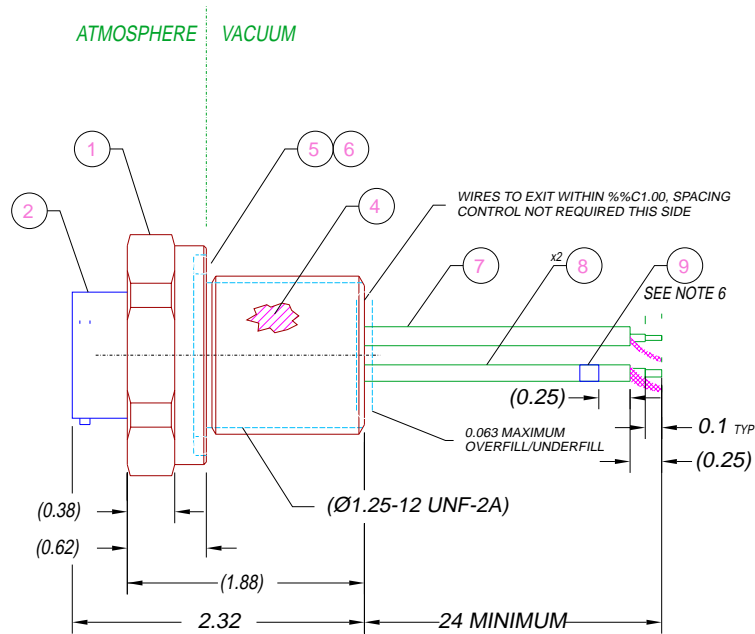 ATMOSPHERE VACUUM
1
5 6
2
4
WIRES TO EXIT WITHIN %%C1.00, SPACING
CONTROL NOT REQUIRED THIS SIDE
7
x2 8
9
SEE NOTE 6
(0.25)
0.1 TYP
0.063 MAXIMUM
OVERFILL/UNDERFILL
(0.25)
(Ø1.25-12 UNF-2A)
(0.38)
(0.62)
(1.88)
2.32
24 MINIMUM